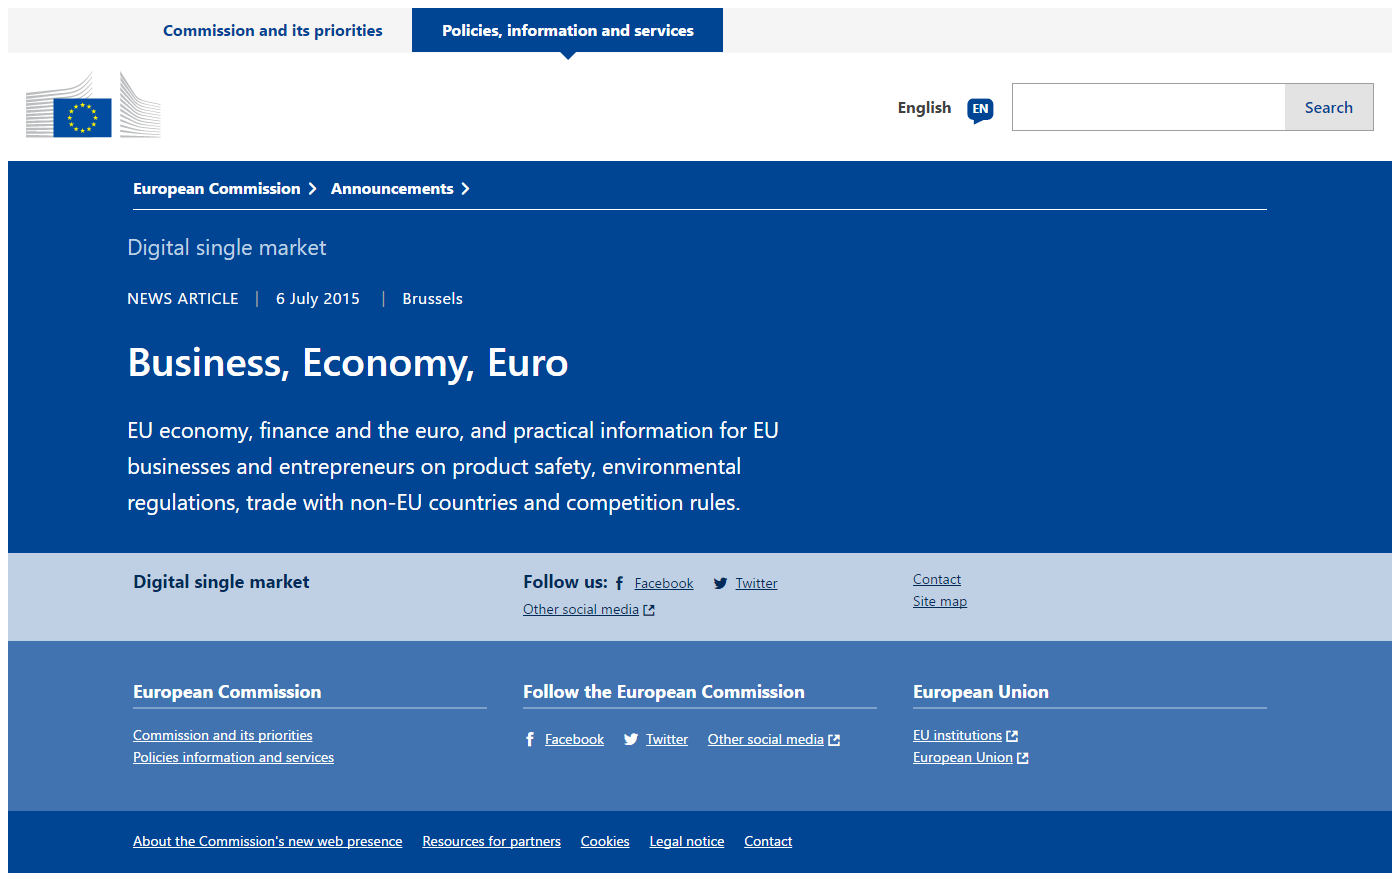 Commission and its priorities
Policies, information and services
English EN Search
European Commission Announcements
Digital single market
NEWS ARTICLE | 6 July 2015 | Brussels
Business, Economy, Euro
EU economy, finance and the euro, and practical information for EU
businesses and entrepreneurs on product safety, environmental
regulations, trade with non-EU countries and competition rules.
Digital single market
Follow us: Facebook Twitter
Other social media
Contact
Site map
European Commission
Commission and its priorities
Policies information and services
Follow the European Commission
Facebook Twitter Other social media
European Union
EU institutions
European Union
About the Commission's new web presence Resources for partners Cookies Legal notice Contact